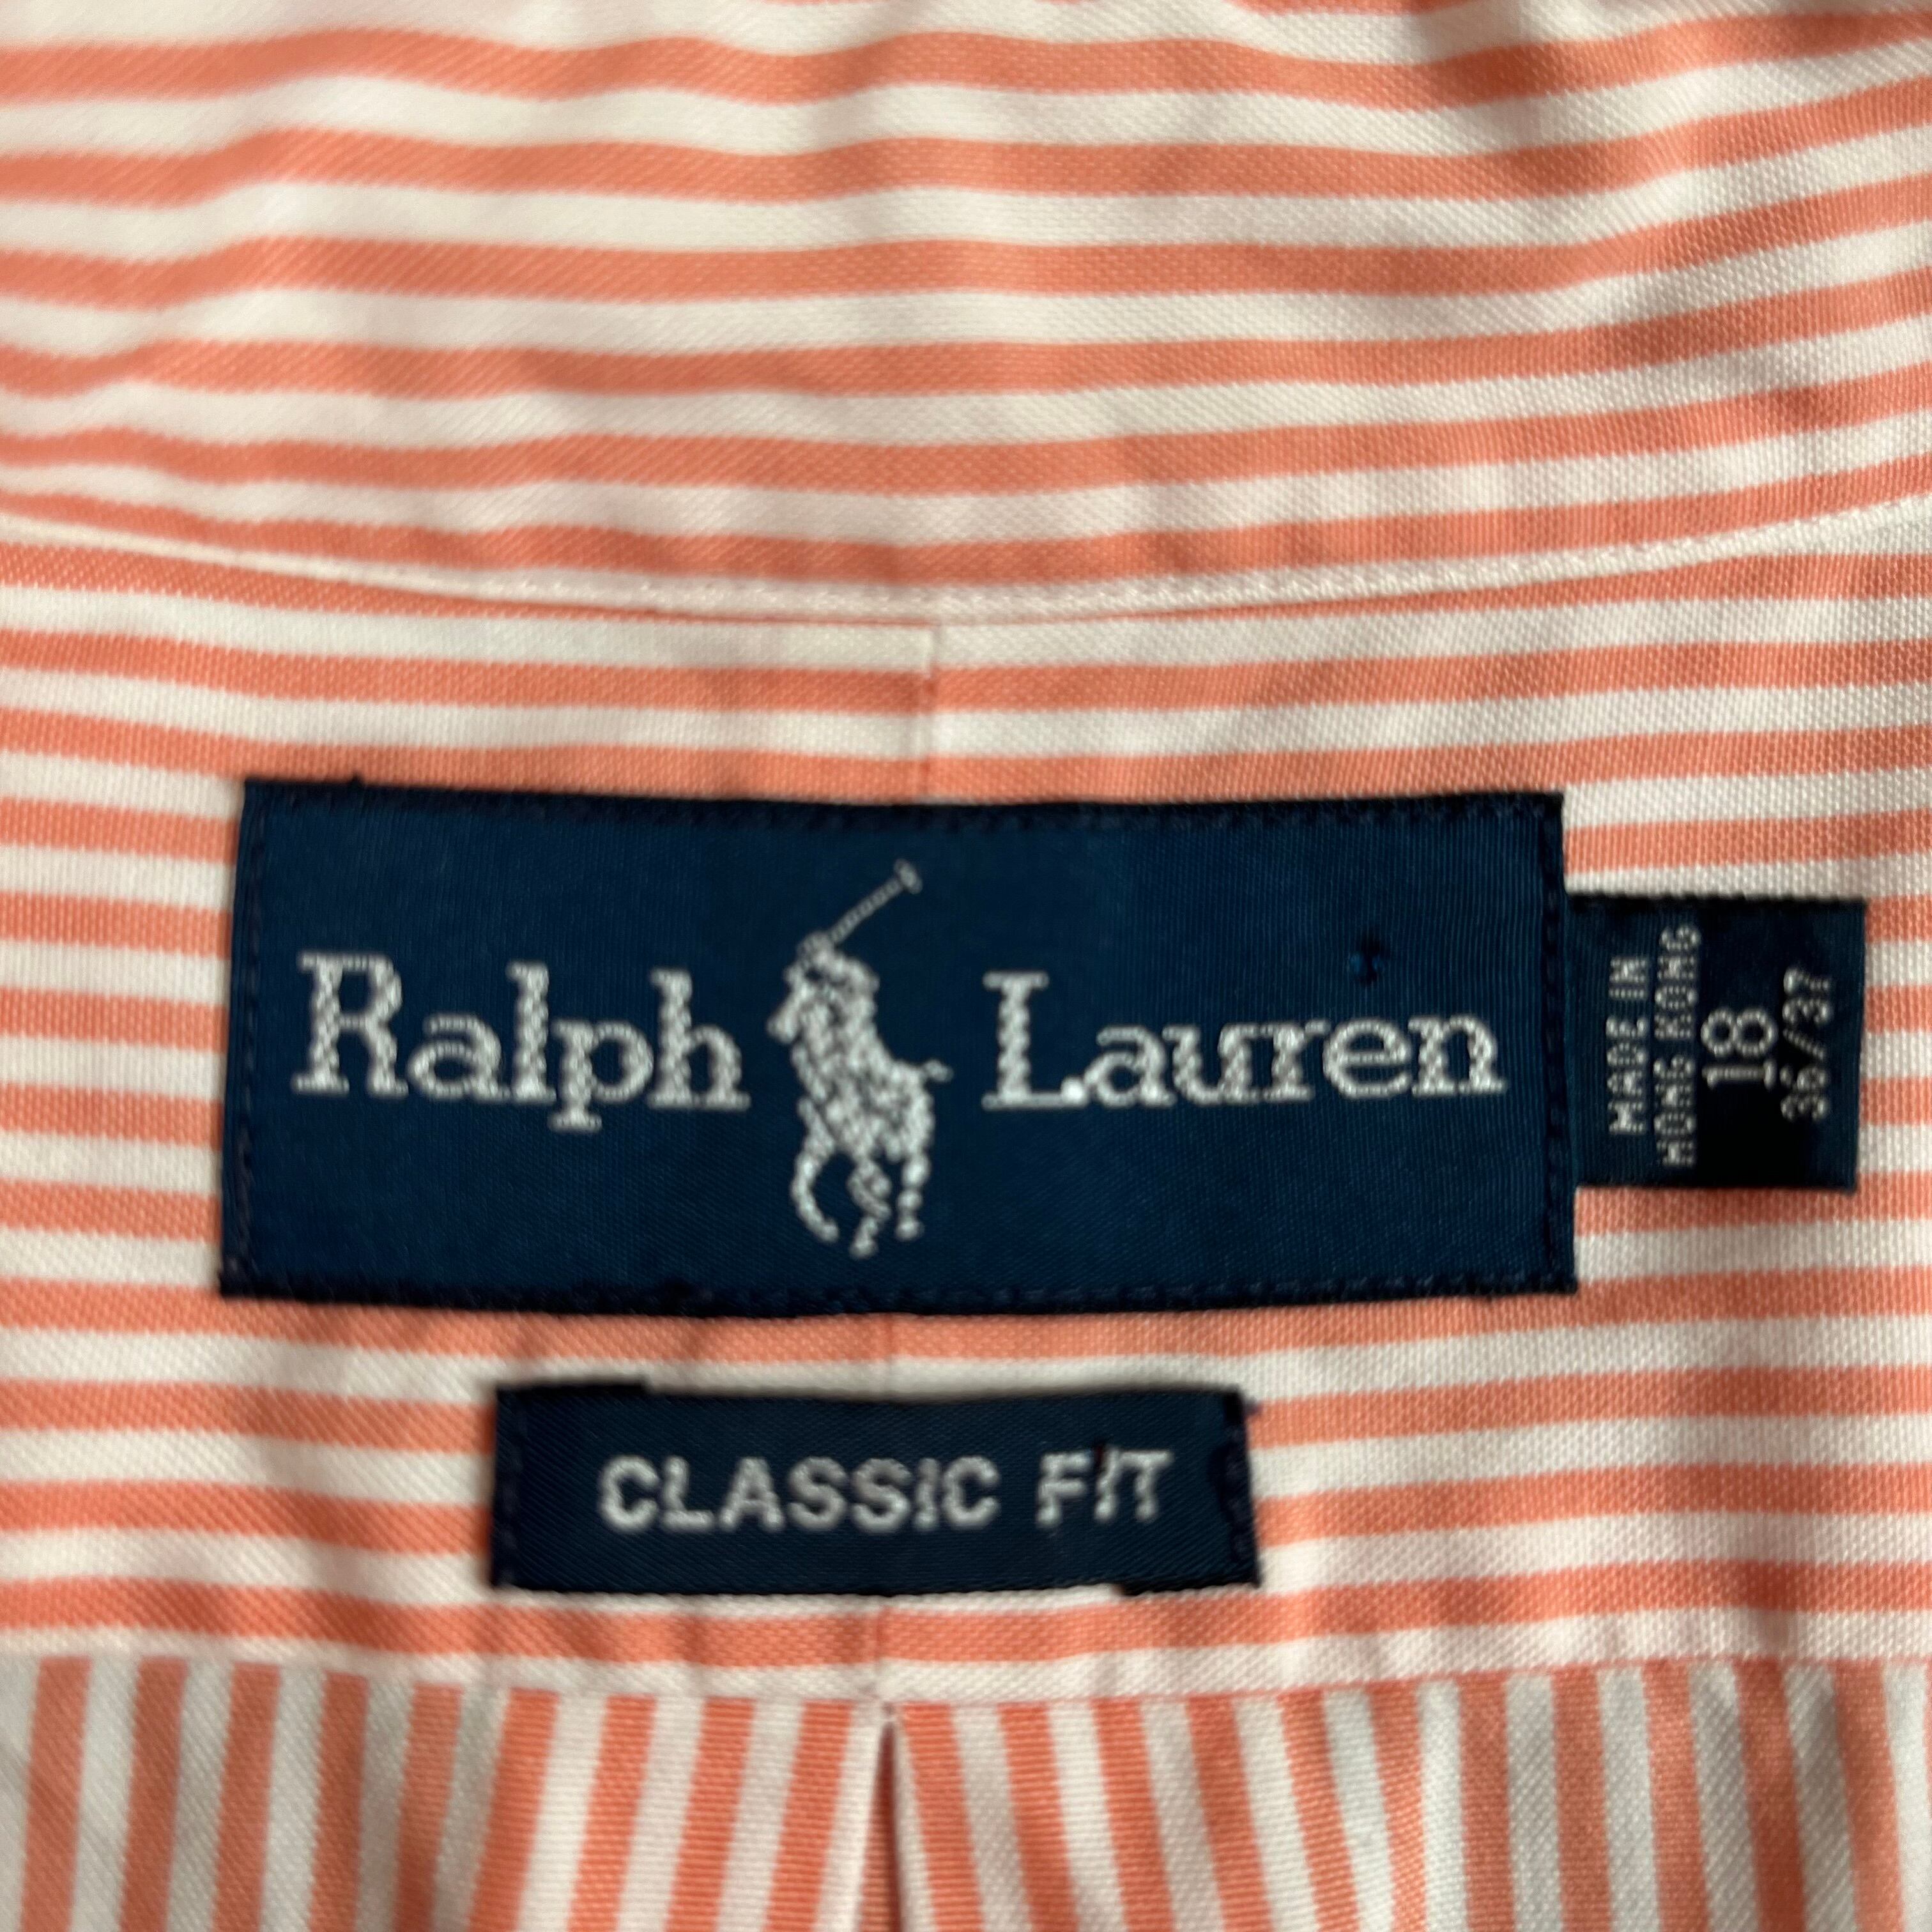 Ralph Lauren
MADE IN
HONG KONG
18
36/37
CLASSIC FIT